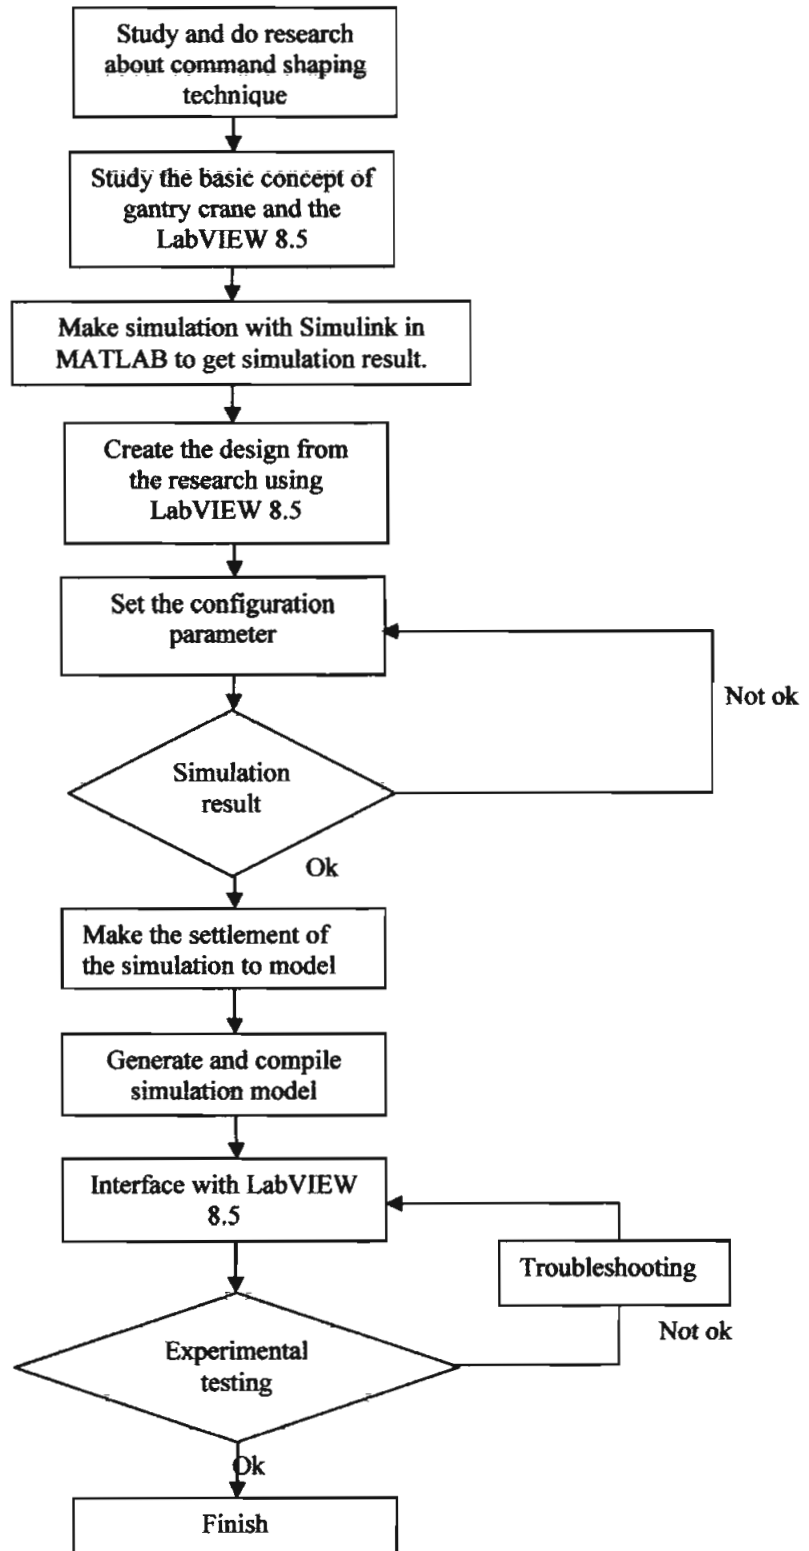 Study and do research
about command shaping
technique
Study the basic concept of
gantry crane and the
LabVIEW 8.5
Make simulation with Simulink in
MATLAB to get simulation result.
Create the design from
the research using
LabVIEW 8.5
Set the configuration
parameter
Not ok
Simulation
result
Ok
Make the settlement of
the simulation to model
Generate and compile
simulation model
Interface with LabVIEW
8.5
Troubleshooting
Not ok
Experimental
testing
Ok
Finish